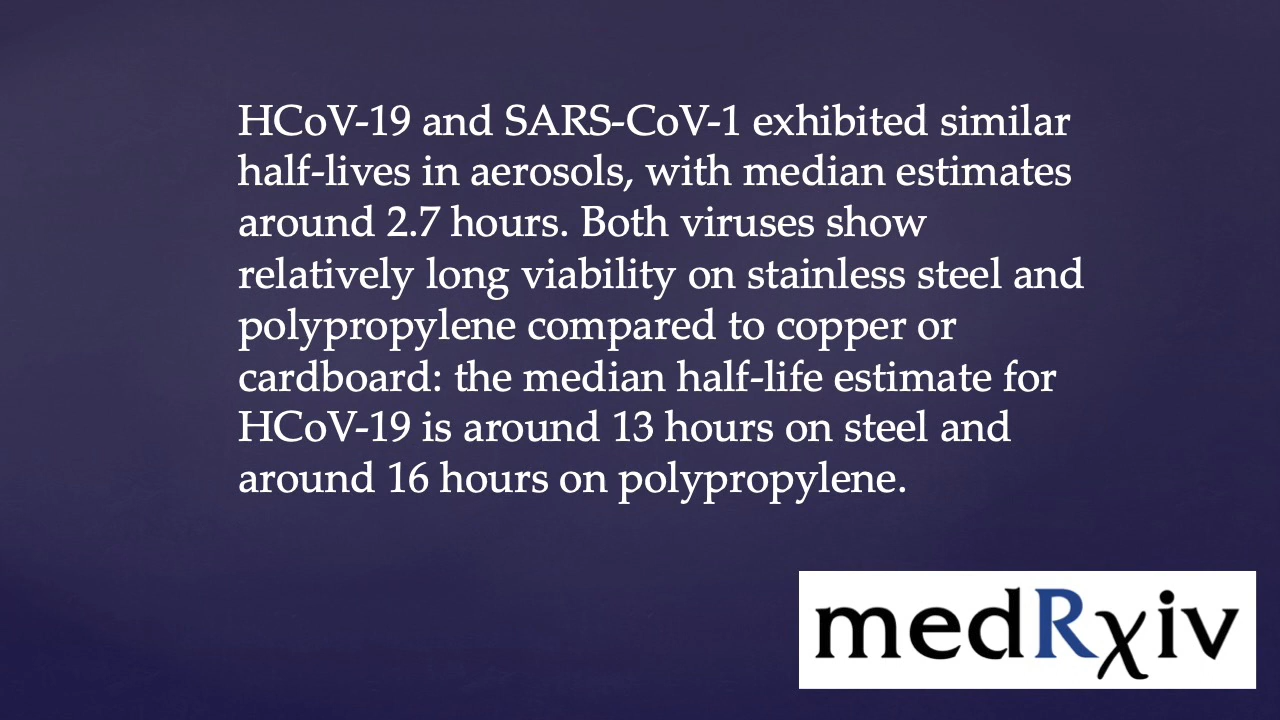 HCoV-19 and SARS-CoV-1 exhibited similar
half-lives in aerosols, with median estimates
around 2.7 hours. Both viruses show
relatively long viability on stainless steel and
polypropylene compared to copper or
cardboard: the median half-life estimate for
HCoV-19 is around 13 hours on steel and
around 16 hours on polypropylene.
medRχiv